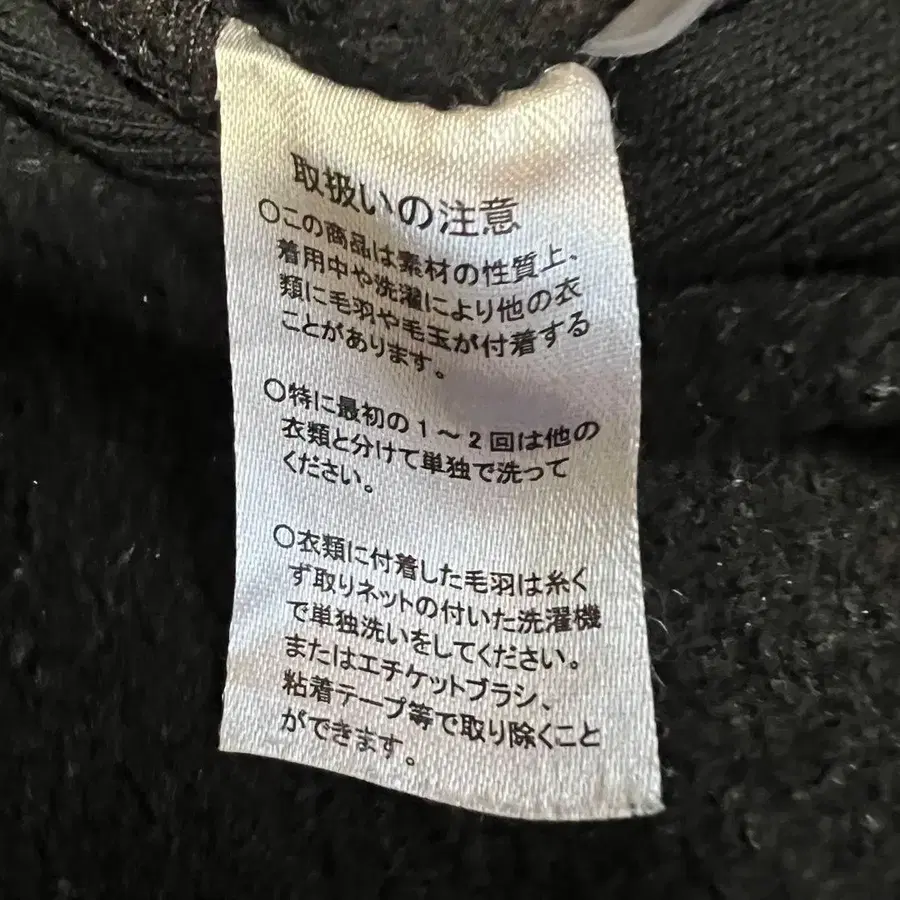 取扱いの注意
○この商品は素材の性質上、
着用中や洗濯により他の衣
類に毛羽や毛玉が付着する
ことがあります。
○特に最初の1～2回は他の
衣類と分けて単独で洗って
ください。
○衣類に付着した毛羽は糸く
ず取りネットの付いた洗濯機
で単独洗いをしてください。
またはエチケットブラシ、
粘着テープ等で取り除くこと
ができます。